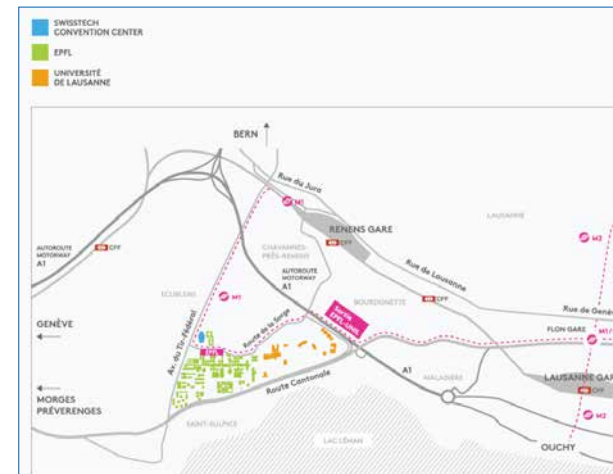 SWISSTECH
CONVENTION CENTER
EPFL
UNIVERSITÉ
DE LAUSANNE
BERN
Rue du Jura
M1
LAUSANNE
RENENS GARE
CFF
M2
AUTOROUTE
MOTORWAY
A1
CFF
CHAVANNES-
PRÈS-RENENS
AUTOROUTE
MOTORWAY
A1
Rue de Lausanne
ECUBLENS
M1
BOURDONETTE
CFF
Sortie
EPFL-UNIL
Rue de Genè
GENÈVE
Av. du Tir-Fédéral
Route de la Sorge
FLON GARE
M1/
EPFL
A1
MALADIÈRE
LAUSANNE GAR
CFF
MORGES
PRÉVERENGES
Route Cantonale
SAINT-SULPICE
M2
LAC LÉMAN
OUCHY